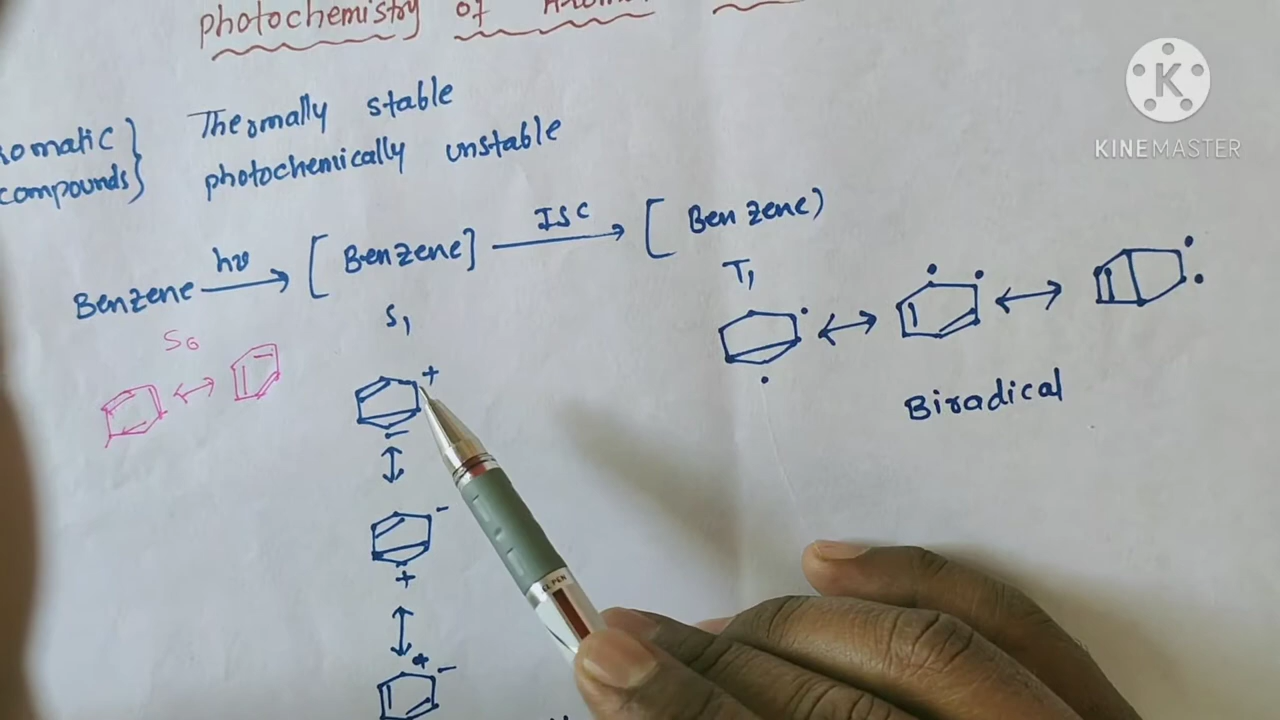 photochemistry of
Thermally stable
compounds} photochemically unstable
Benzene hν → [Benzene] ISC → [Benzene)
S₀
S₁
T₁
↔
↔ ↔
+
−
↕
−
+
↕
+ −
Biradical
KINEMASTER